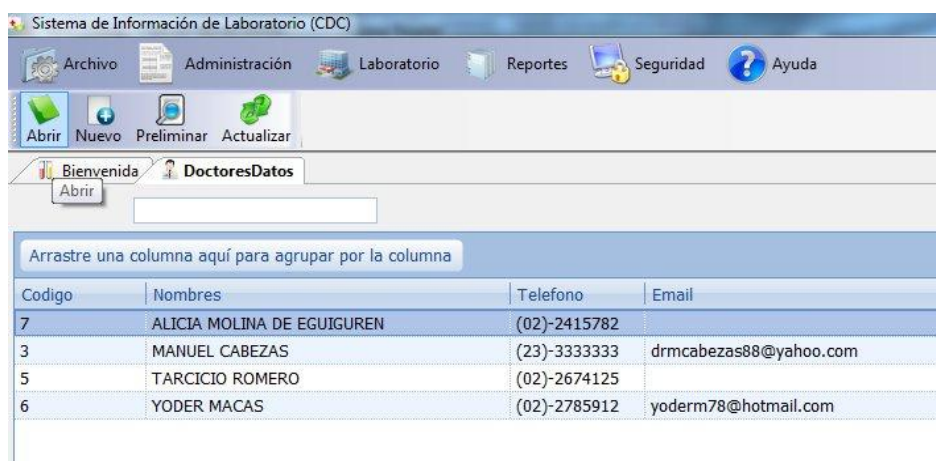 Sistema de Información de Laboratorio (CDC)
Archivo Administración Laboratorio Reportes Seguridad Ayuda
Abrir Nuevo Preliminar Actualizar
Bienvenida DoctoresDatos
Abrir
Arrastre una columna aquí para agrupar por la columna
Codigo Nombres Telefono Email
7 ALICIA MOLINA DE EGUIGUREN (02)-2415782
3 MANUEL CABEZAS (23)-3333333 drmcabezas88@yahoo.com
5 TARCICIO ROMERO (02)-2674125
6 YODER MACAS (02)-2785912 yoderm78@hotmail.com